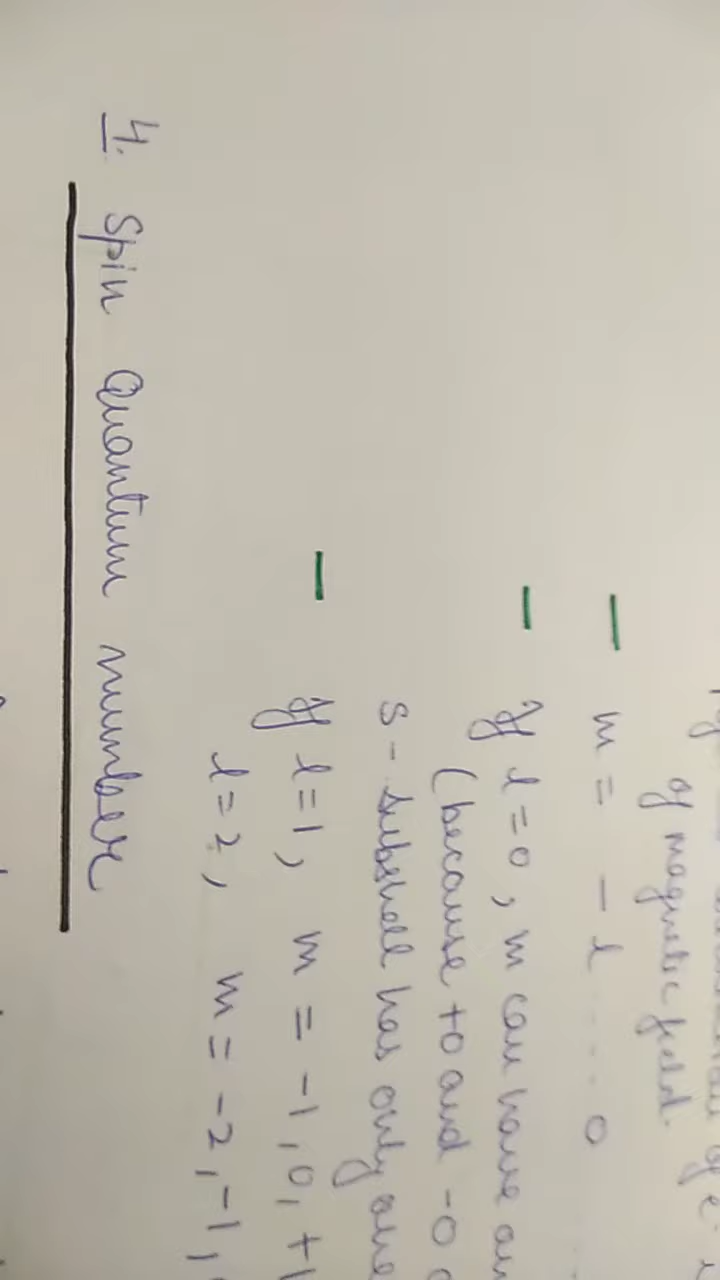 of magnetic field.
m = - l ..... 0
If l = 0, m can have
(because +0 and -0
s - subshell has only one
If l = 1, m = -1, 0, +1
l = 2, m = -2, -1,
4. Spin Quantum number